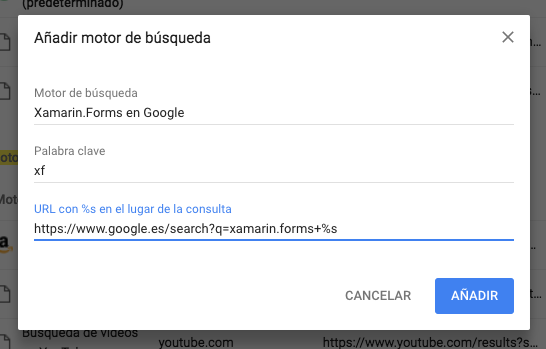 (predeterminado)
Añadir motor de búsqueda
Motor de búsqueda
Xamarin.Forms en Google
Palabra clave
xf
URL con %s en el lugar de la consulta
https://www.google.es/search?q=xamarin.forms+%s
CANCELAR
AÑADIR
Búsqueda de vídeos
youtube.com
https://www.youtube.com/results?s...